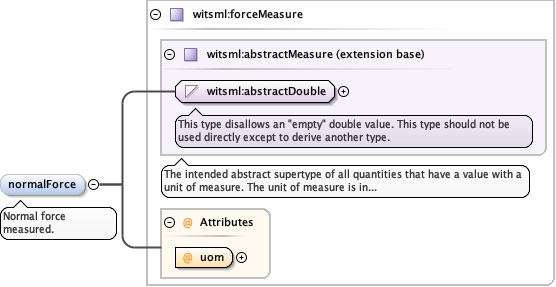 witsml:forceMeasure
witsml:abstractMeasure (extension base)
witsml:abstractDouble
This type disallows an "empty" double value. This type should not be
used directly except to derive another type.
The intended abstract supertype of all quantities that have a value with a
unit of measure. The unit of measure is in...
normalForce
Normal force
measured.
@ Attributes
@ uom